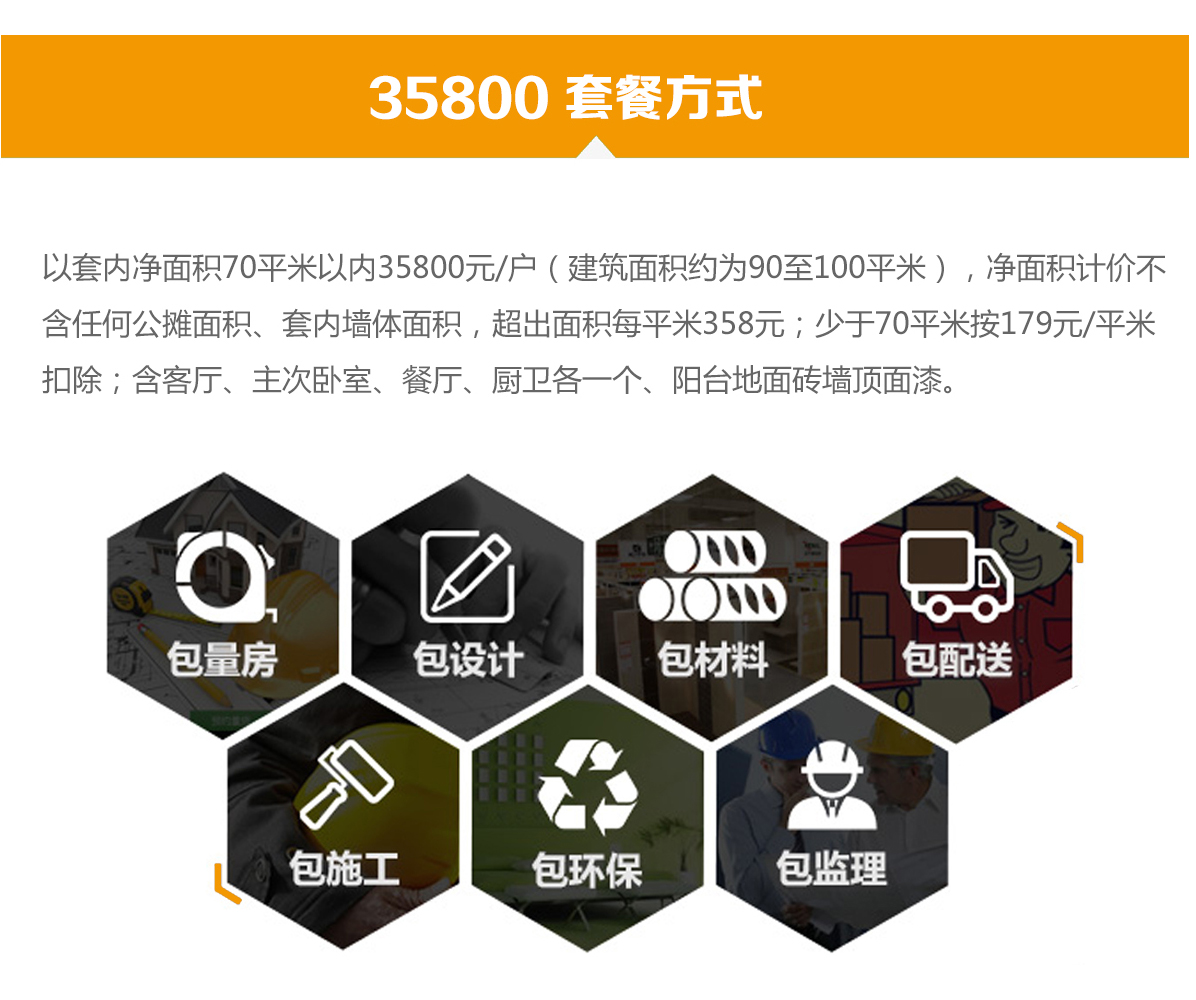 35800 套餐方式
以套内净面积70平米以内35800元/户（建筑面积约为90至100平米），净面积计价不
含任何公摊面积、套内墙体面积，超出面积每平米358元；少于70平米按179元/平米
扣除；含客厅、主次卧室、餐厅、厨卫各一个、阳台地面砖墙顶面漆。
包量房
包设计
包材料
包配送
包施工
包环保
包监理